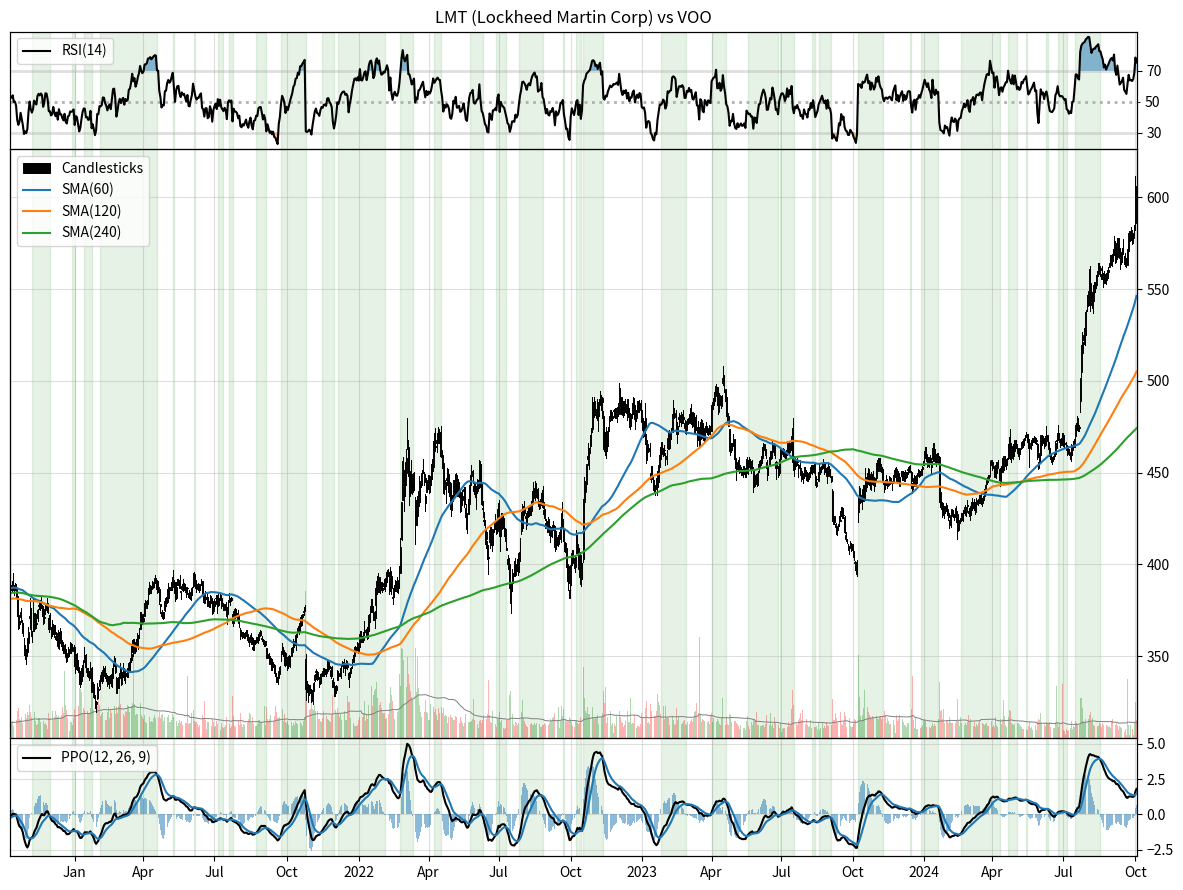 LMT (Lockheed Martin Corp) vs VOO
RSI(14)
70
50
30
Candlesticks
SMA(60)
SMA(120)
SMA(240)
600
550
500
450
400
350
PPO(12, 26, 9)
5.0
2.5
0.0
−2.5
Jan Apr Jul Oct 2022 Apr Jul Oct 2023 Apr Jul Oct 2024 Apr Jul Oct